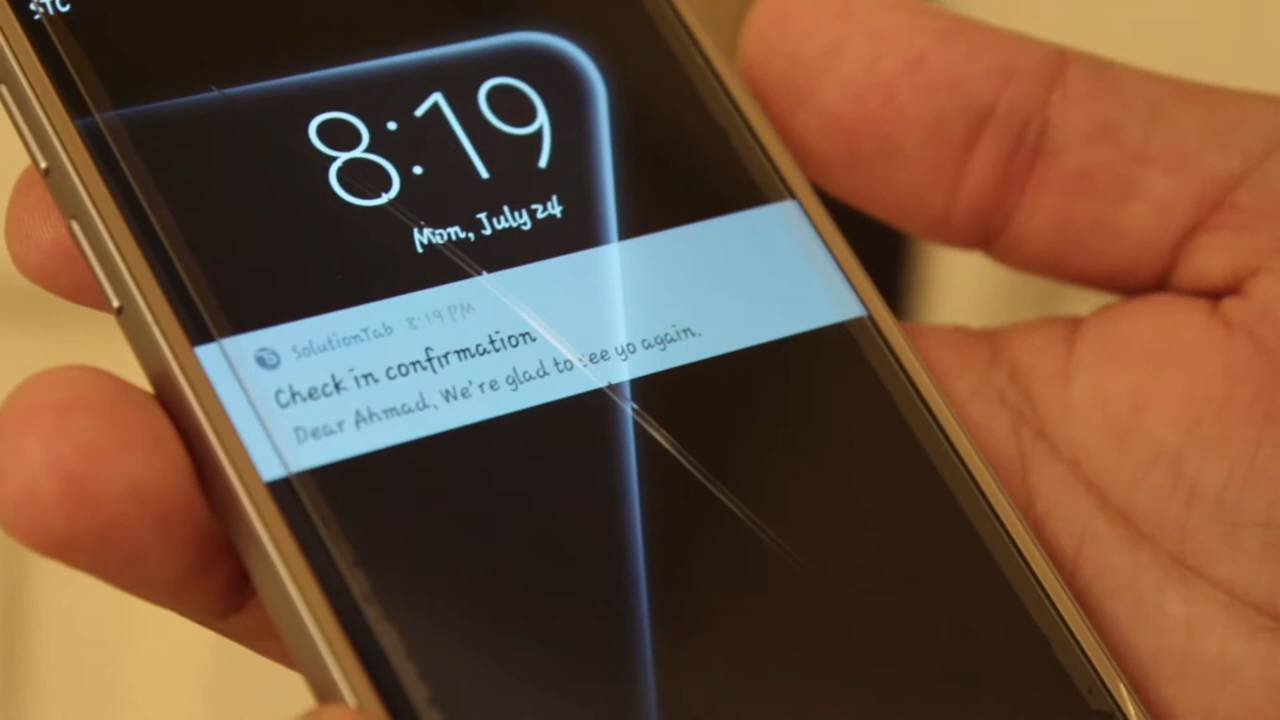 STC
8:19
Mon, July 24
SolutionTab 8:19 PM
Check in confirmation
Dear Ahmad, We're glad to see yo again.